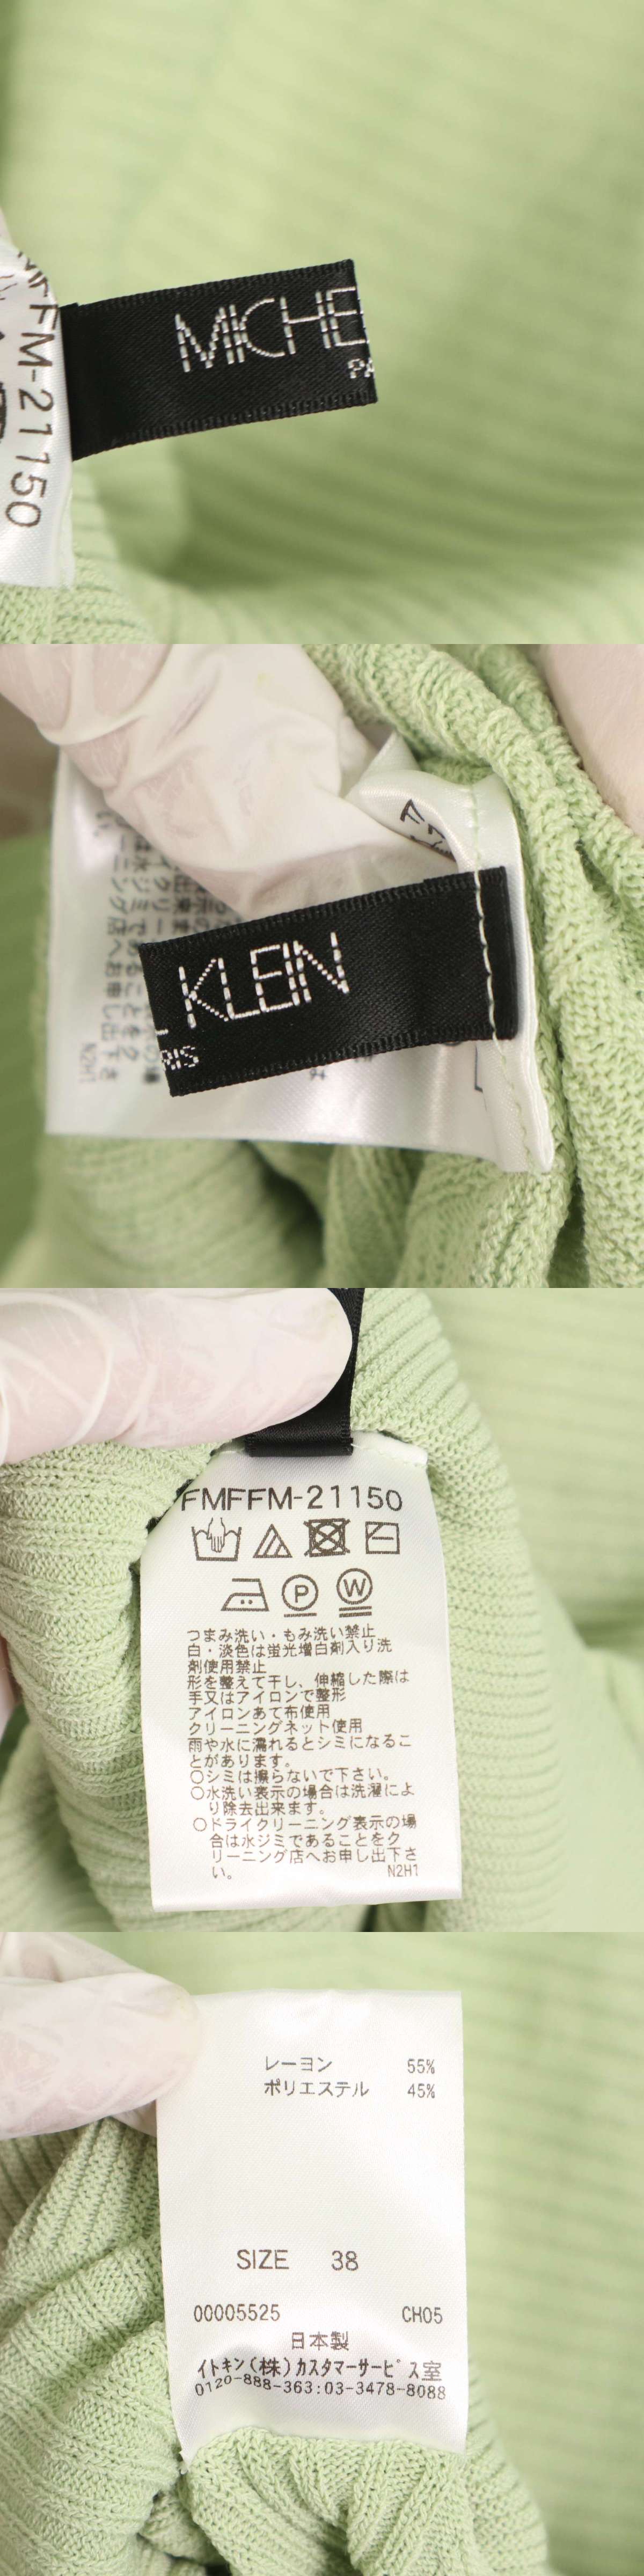 MICHE
PA
FFM-21150
KLEIN
RIS
N2H1
FMFFM-21150
P
W
つまみ洗い・もみ洗い禁止
白・淡色は蛍光増白剤入り洗
剤使用禁止
形を整えて干し、伸縮した際は
手又はアイロンで整形
アイロンあて布使用
クリーニングネット使用
雨や水に濡れるとシミになるこ
とがあります。
○シミは擦らないで下さい。
○水洗い表示の場合は洗濯によ
り除去出来ます。
○ドライクリーニング表示の場
合は水ジミであることをク
リーニング店へお申し出下さ
い。
N2H1
レーヨン 55%
ポリエステル 45%
SIZE 38
00005525 CH05
日本製
イトキン(株)カスタマーサービス室
0120-888-363:03-3478-8088